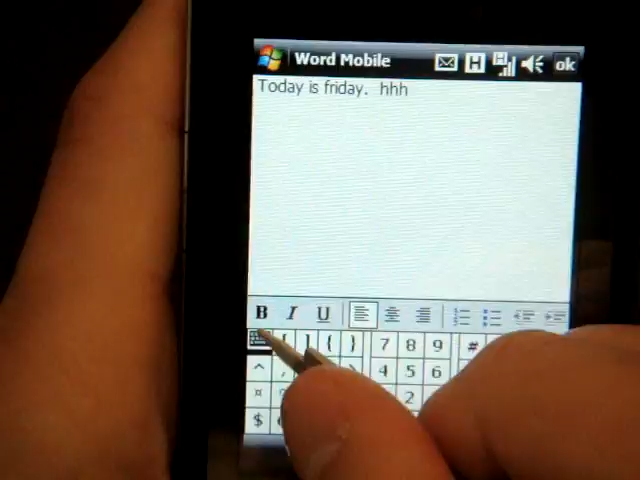 Word Mobile H H ok
Today is friday.  hhh
B I U
[ ] { } 7 8 9 #
^ , 4 5 6
¤ 2
$